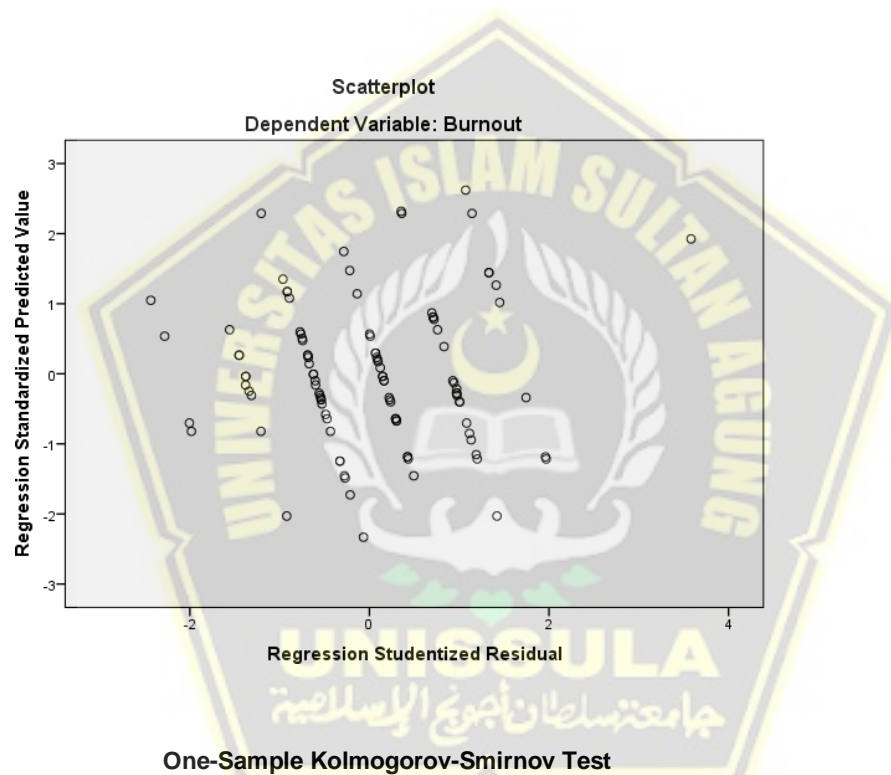 Scatterplot
Dependent Variable: Burnout
Regression Standardized Predicted Value
3
2
1
0
-1
-2
-3
-2
0
2
4
Regression Studentized Residual
UNIVERSITAS ISLAM SULTAN AGUNG
UNISSULA
جامعة سلطان أجونج الإسلامية
One-Sample Kolmogorov-Smirnov Test